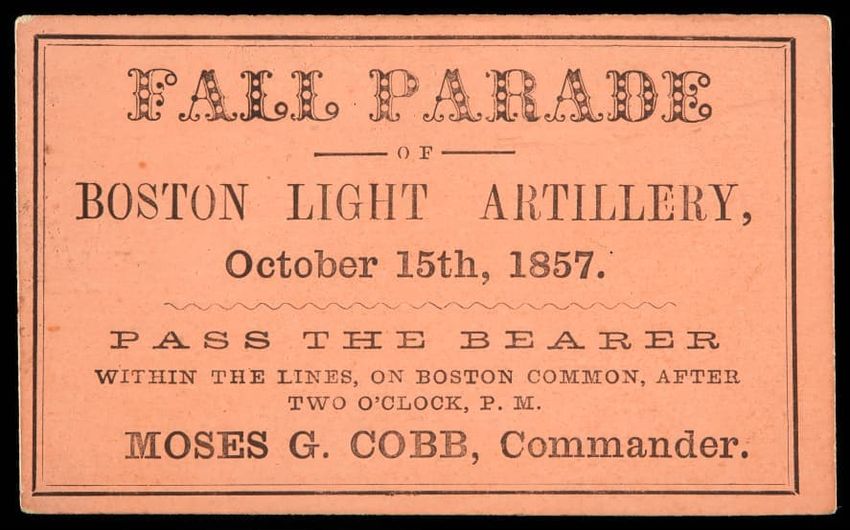 FALL PARADE
OF
BOSTON LIGHT ARTILLERY,
October 15th, 1857.
PASS THE BEARER
WITHIN THE LINES, ON BOSTON COMMON, AFTER
TWO O'CLOCK, P. M.
MOSES G. COBB, Commander.